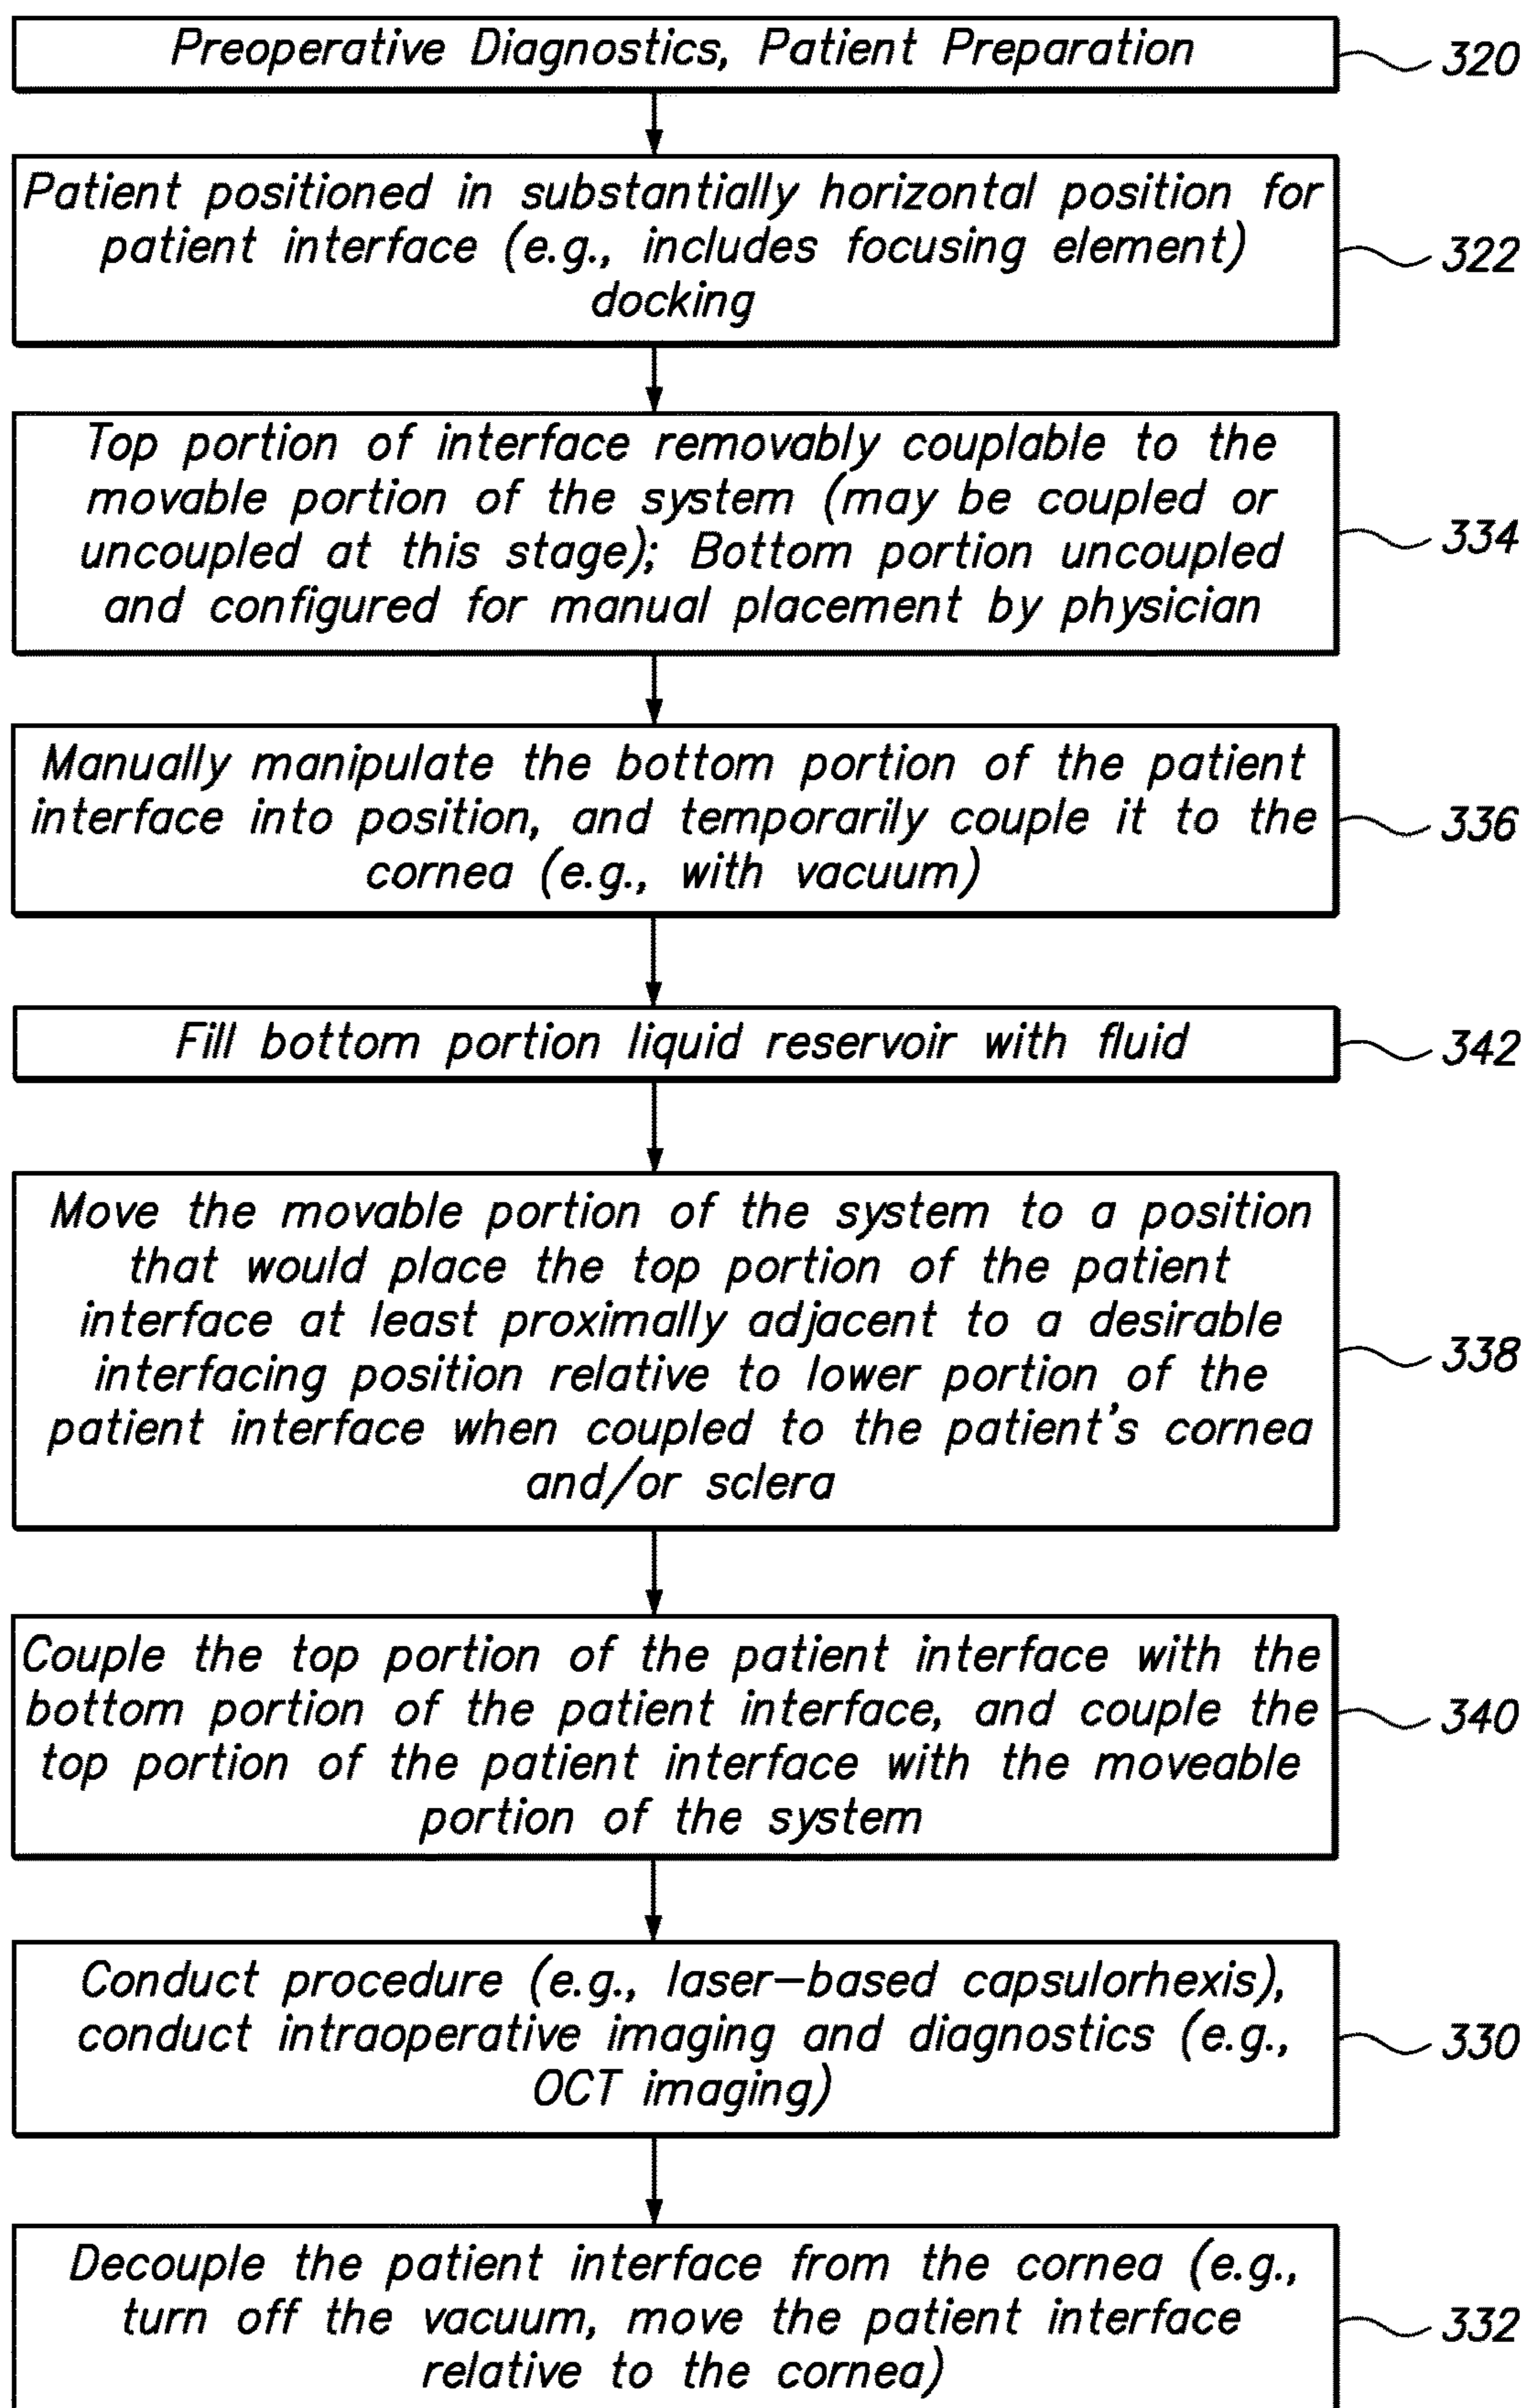 Preoperative Diagnostics, Patient Preparation
320
Patient positioned in substantially horizontal position for
patient interface (e.g., includes focusing element)
docking
322
Top portion of interface removably couplable to the
movable portion of the system (may be coupled or
uncoupled at this stage); Bottom portion uncoupled
and configured for manual placement by physician
334
Manually manipulate the bottom portion of the patient
interface into position, and temporarily couple it to the
cornea (e.g., with vacuum)
336
Fill bottom portion liquid reservoir with fluid
342
Move the movable portion of the system to a position
that would place the top portion of the patient
interface at least proximally adjacent to a desirable
interfacing position relative to lower portion of the
patient interface when coupled to the patient's cornea
and/or sclera
338
Couple the top portion of the patient interface with the
bottom portion of the patient interface, and couple the
top portion of the patient interface with the moveable
portion of the system
340
Conduct procedure (e.g., laser-based capsulorhexis),
conduct intraoperative imaging and diagnostics (e.g.,
OCT imaging)
330
Decouple the patient interface from the cornea (e.g.,
turn off the vacuum, move the patient interface
relative to the cornea)
332